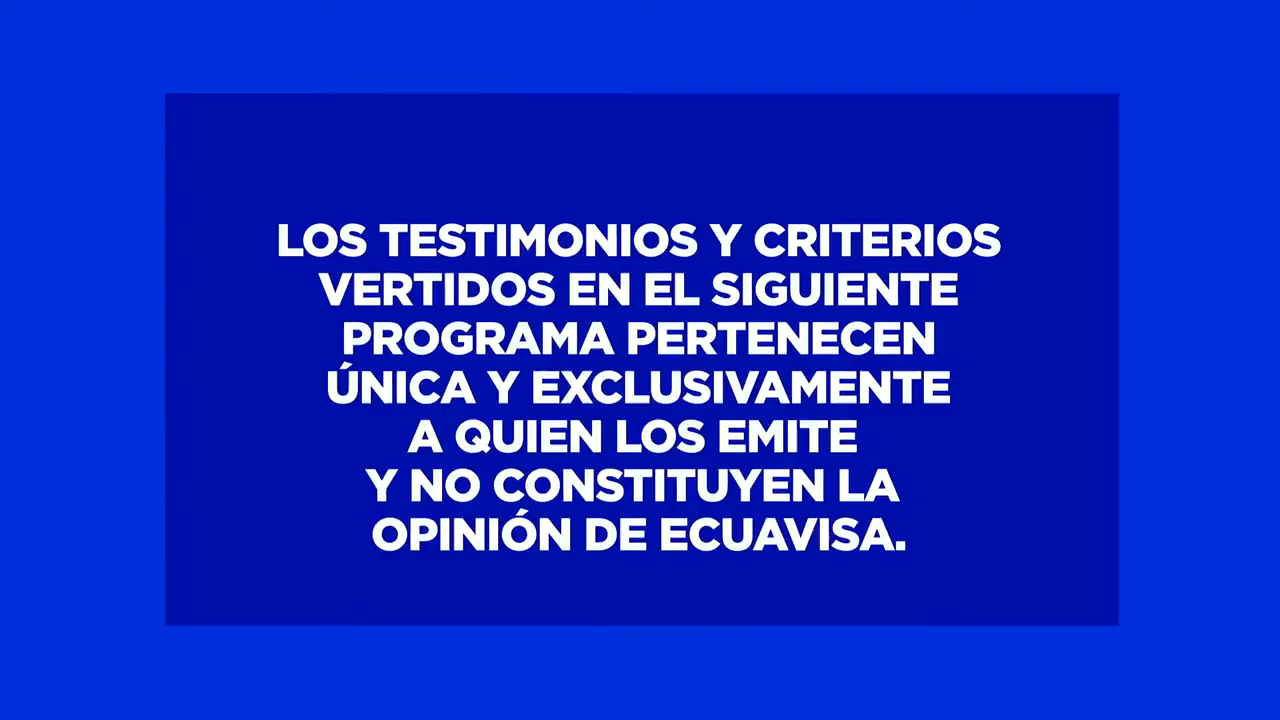 LOS TESTIMONIOS Y CRITERIOS
VERTIDOS EN EL SIGUIENTE
PROGRAMA PERTENECEN
ÚNICA Y EXCLUSIVAMENTE
A QUIEN LOS EMITE
Y NO CONSTITUYEN LA
OPINIÓN DE ECUAVISA.